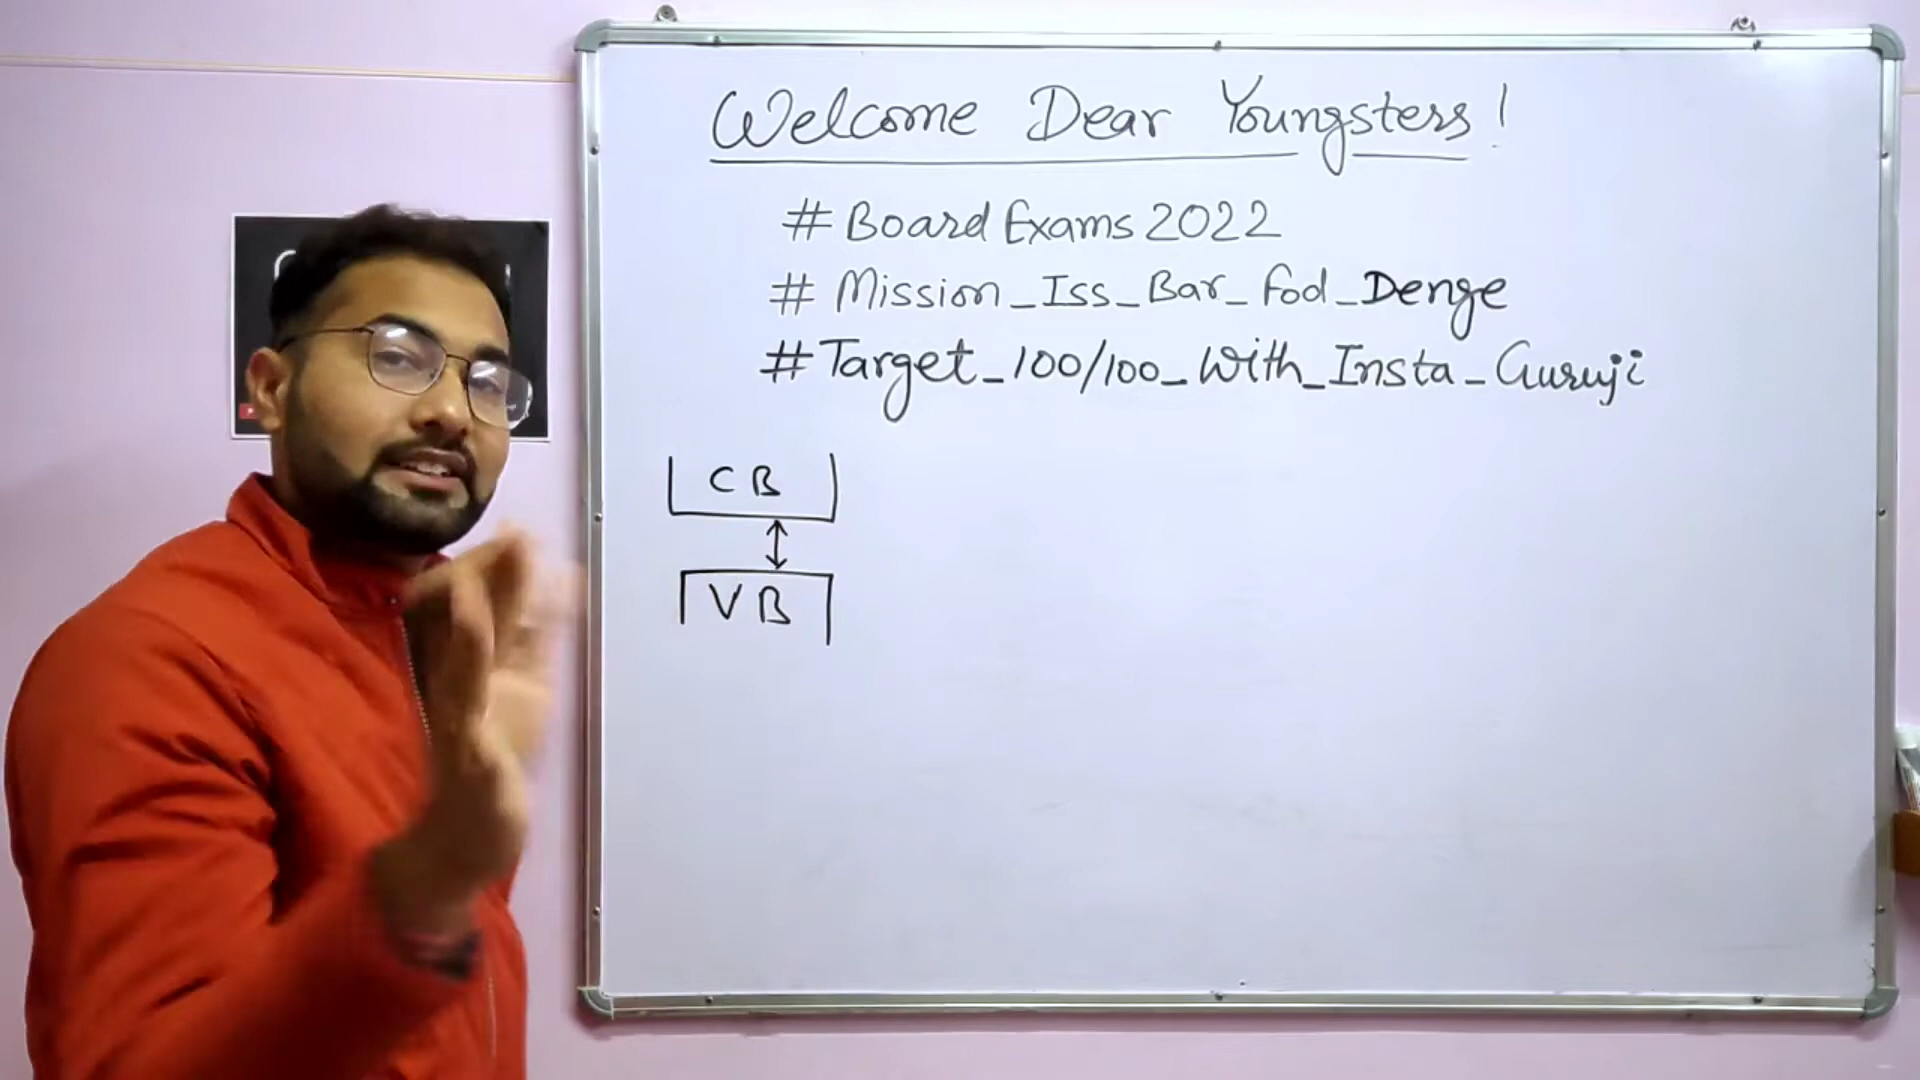 Welcome Dear Youngsters!
# Board Exams 2022
# Mission_Iss_Bar_fod_Denge
# Target_100/100_With_Insta_Guruji
CB
VB